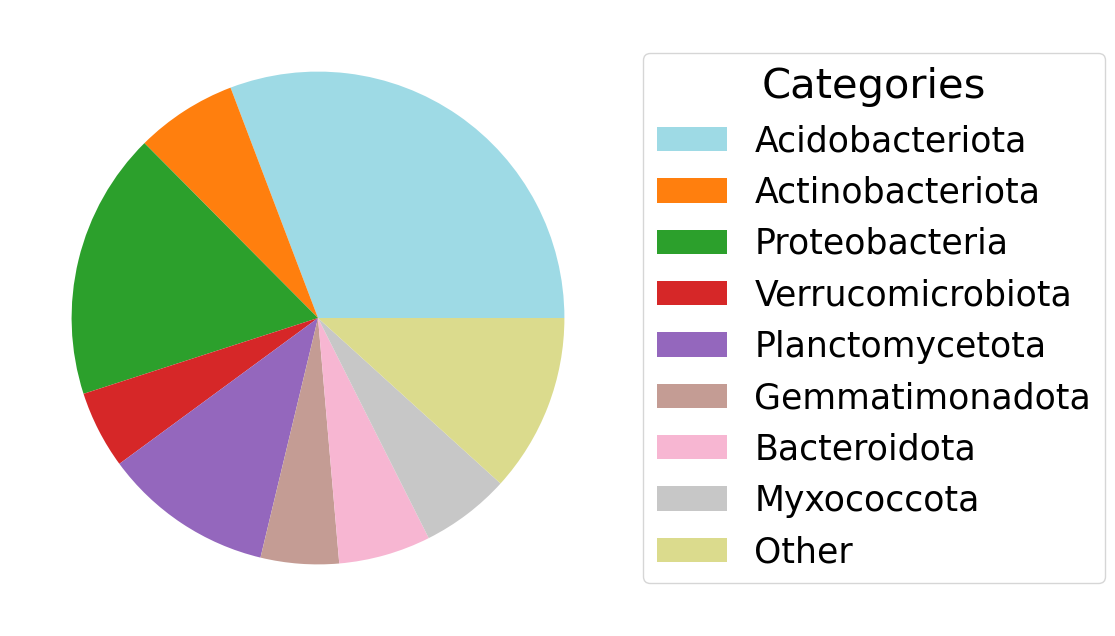 Categories
Acidobacteriota
Actinobacteriota
Proteobacteria
Verrucomicrobiota
Planctomycetota
Gemmatimonadota
Bacteroidota
Myxococcota
Other